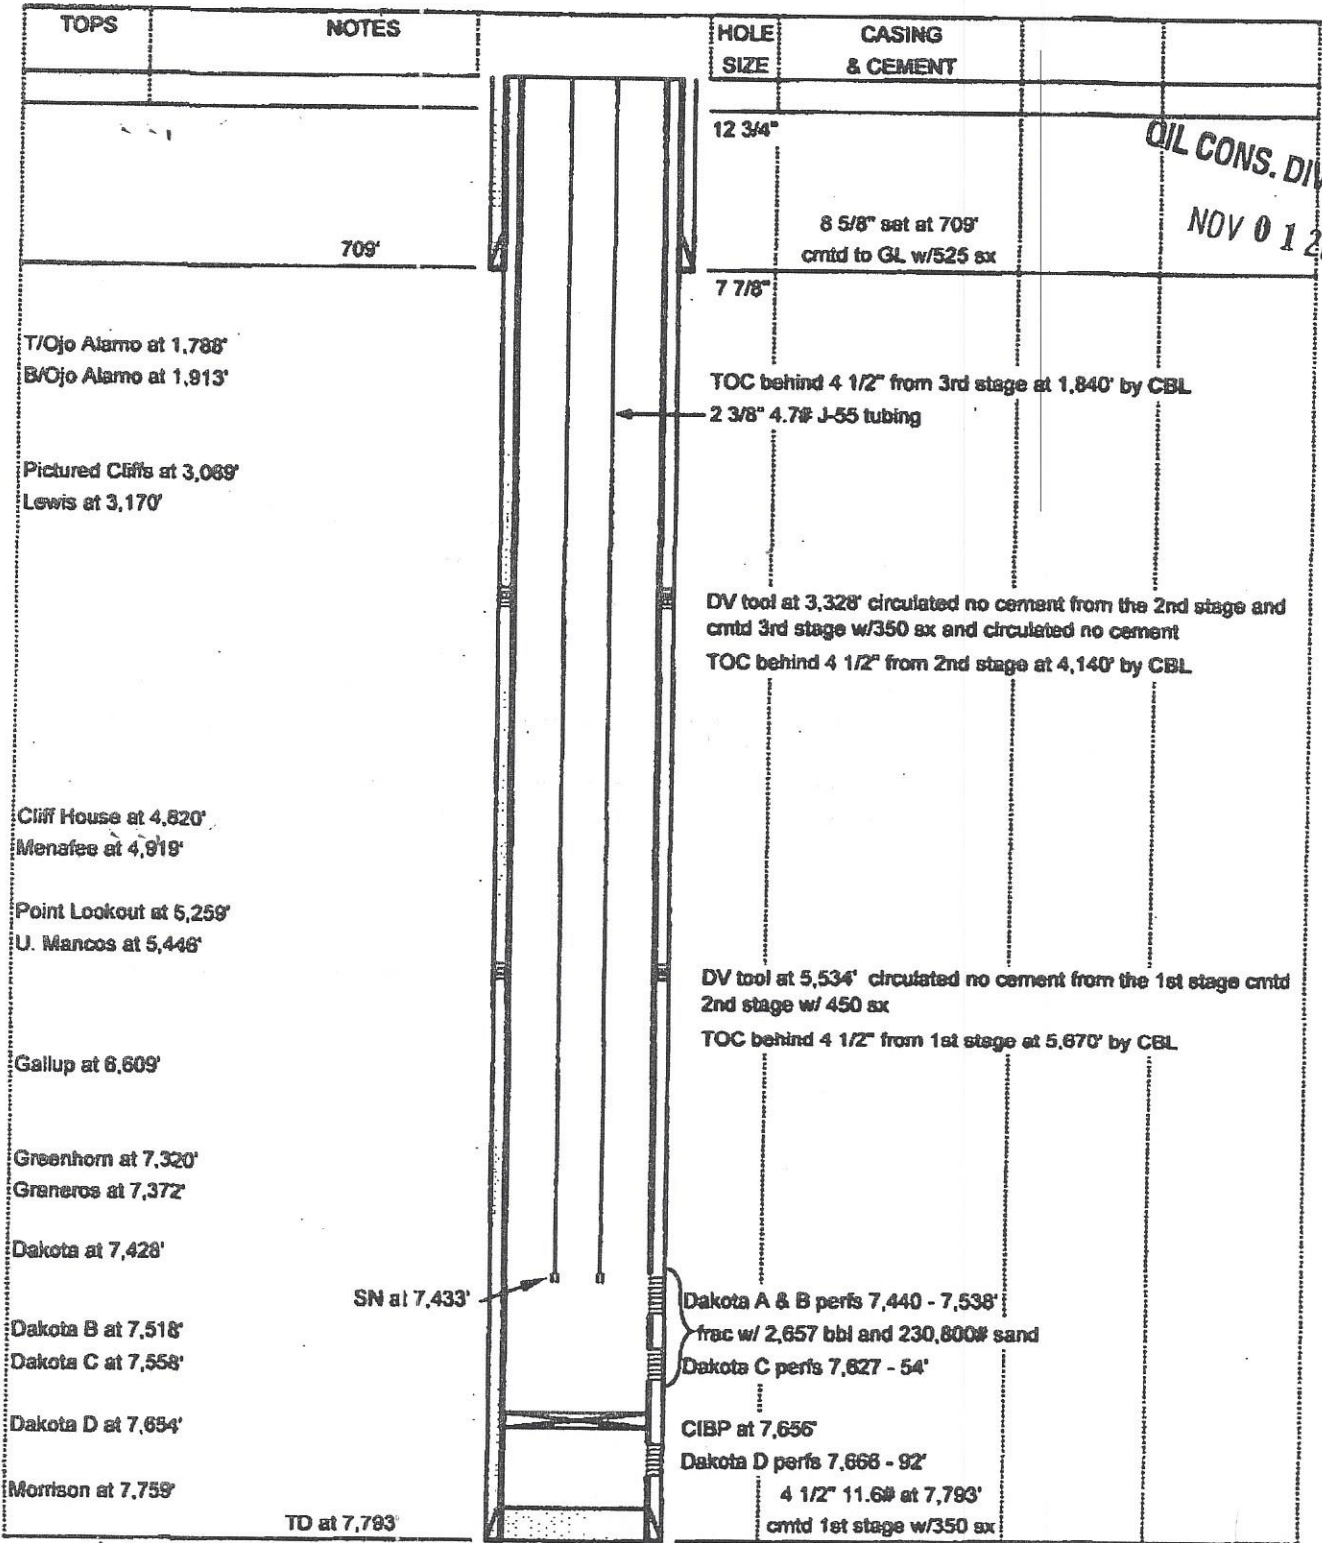 TOPS
NOTES
HOLE
SIZE
CASING
& CEMENT
12 3/4"
OIL CONS. DIV
NOV 0 1 2
8 5/8" set at 709'
cmtd to GL w/525 sx
709'
7 7/8"
T/Ojo Alamo at 1,788'
B/Ojo Alamo at 1,913'
TOC behind 4 1/2" from 3rd stage at 1,840' by CBL
2 3/8" 4.7# J-55 tubing
Pictured Cliffs at 3,069'
Lewis at 3,170'
DV tool at 3,328' circulated no cement from the 2nd stage and
cmtd 3rd stage w/350 sx and circulated no cement
TOC behind 4 1/2" from 2nd stage at 4,140' by CBL
Cliff House at 4,820'
Menafee at 4,919'
Point Lookout at 5,259'
U. Mancos at 5,446'
DV tool at 5,534' circulated no cement from the 1st stage cmtd
2nd stage w/ 450 sx
TOC behind 4 1/2" from 1st stage at 5,670' by CBL
Gallup at 6,609'
Greenhorn at 7,320'
Graneros at 7,372'
Dakota at 7,428'
SN at 7,433'
Dakota A & B perfs 7,440 - 7,538'
Dakota B at 7,518'
frac w/ 2,657 bbl and 230,800# sand
Dakota C at 7,558'
Dakota C perfs 7,627 - 54'
Dakota D at 7,654'
CIBP at 7,656'
Dakota D perfs 7,666 - 92'
Morrison at 7,759'
4 1/2" 11.6# at 7,793'
TD at 7,793'
cmtd 1st stage w/350 sx